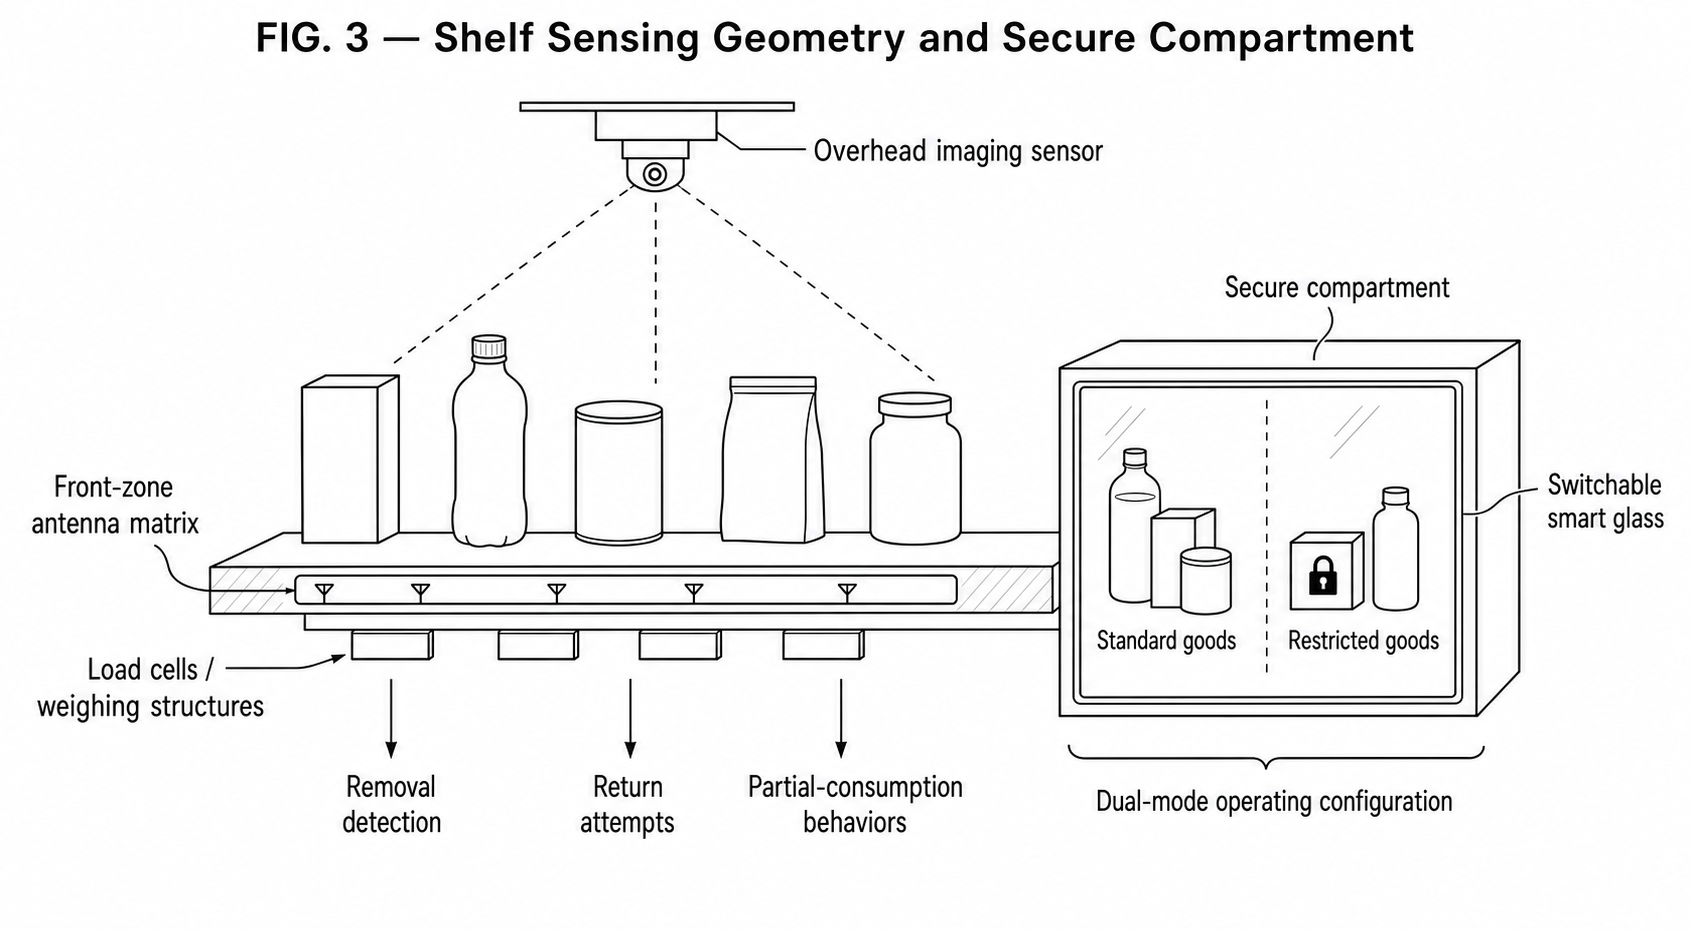 FIG. 3 — Shelf Sensing Geometry and Secure Compartment
Overhead imaging sensor
Secure compartment
Front-zone
antenna matrix
Switchable
smart glass
Standard goods
Restricted goods
Load cells /
weighing structures
Removal
detection
Return
attempts
Partial-consumption
behaviors
Dual-mode operating configuration